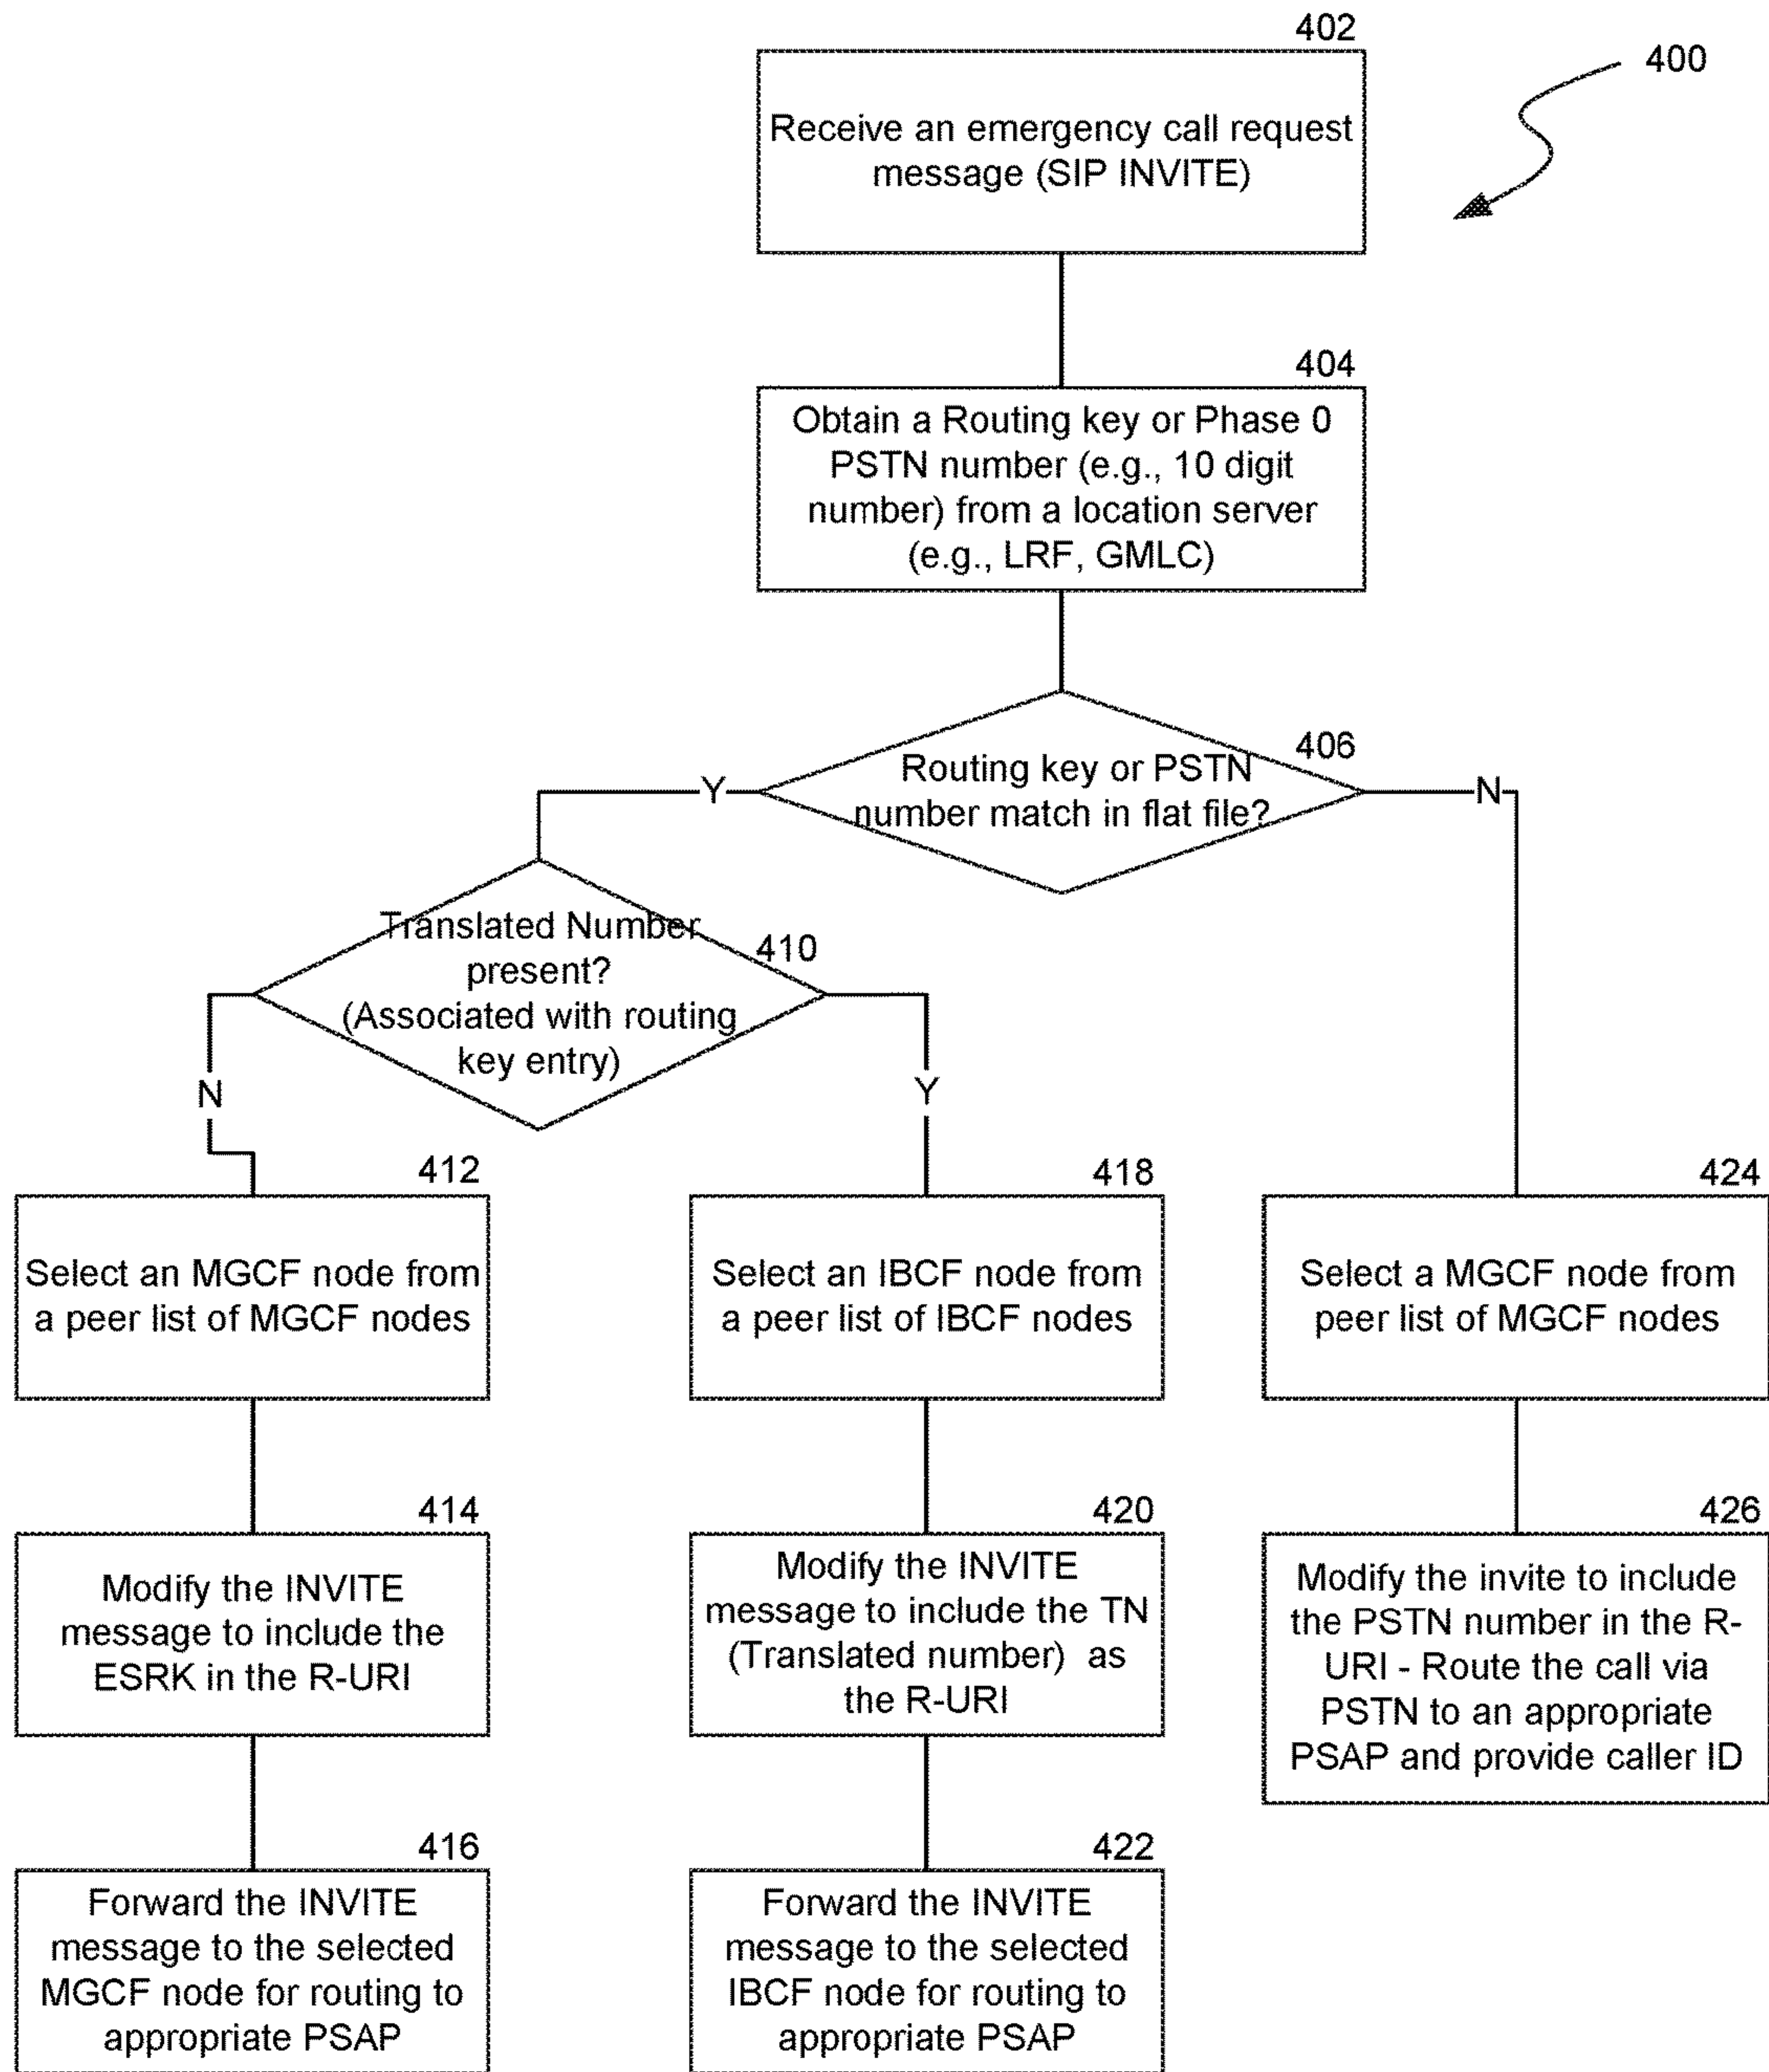 402
400
Receive an emergency call request
message (SIP INVITE)
404
Obtain a Routing key or Phase 0
PSTN number (e.g., 10 digit
number) from a location server
(e.g., LRF, GMLC)
406
Routing key or PSTN
number match in flat file?
Y
N
Translated Number
present?
(Associated with routing
key entry)
410
N
Y
412
Select an MGCF node from
a peer list of MGCF nodes
418
Select an IBCF node from
a peer list of IBCF nodes
424
Select a MGCF node from
peer list of MGCF nodes
414
Modify the INVITE
message to include the
ESRK in the R-URI
420
Modify the INVITE
message to include the TN
(Translated number) as
the R-URI
426
Modify the invite to include
the PSTN number in the R-
URI - Route the call via
PSTN to an appropriate
PSAP and provide caller ID
416
Forward the INVITE
message to the selected
MGCF node for routing to
appropriate PSAP
422
Forward the INVITE
message to the selected
IBCF node for routing to
appropriate PSAP